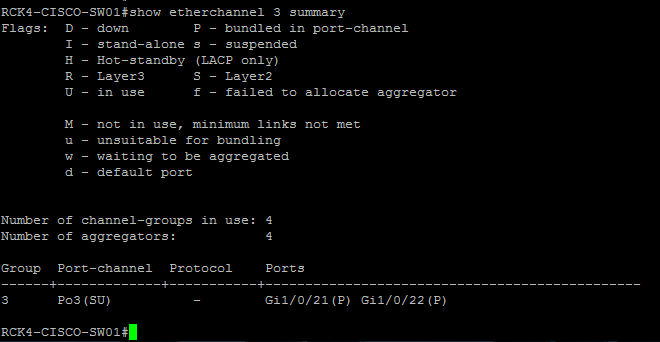 RCK4-CISCO-SW01#show etherchannel 3 summary
Flags:  D - down        P - bundled in port-channel
        I - stand-alone s - suspended
        H - Hot-standby (LACP only)
        R - Layer3      S - Layer2
        U - in use      f - failed to allocate aggregator
        M - not in use, minimum links not met
        u - unsuitable for bundling
        w - waiting to be aggregated
        d - default port
Number of channel-groups in use: 4
Number of aggregators:           4
Group  Port-channel  Protocol    Ports
------+-------------+-----------+-----------------------------------------------
3      Po3(SU)          -        Gi1/0/21(P) Gi1/0/22(P)
RCK4-CISCO-SW01#